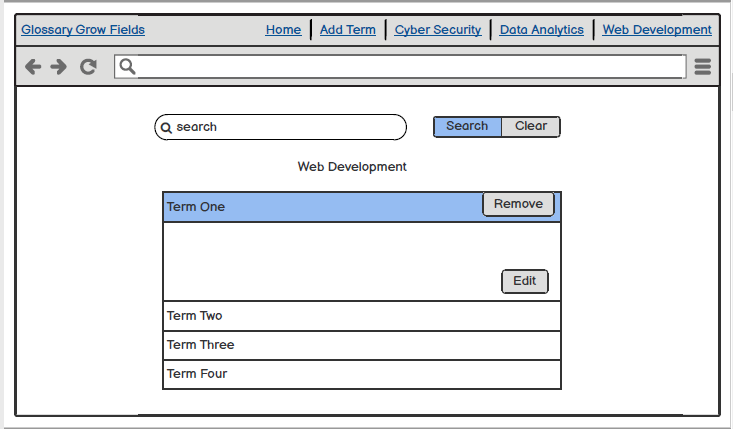 Glossary Grow Fields Home Add Term Cyber Security Data Analytics Web Development
search Search Clear
Web Development
Term One Remove
Edit
Term Two
Term Three
Term Four